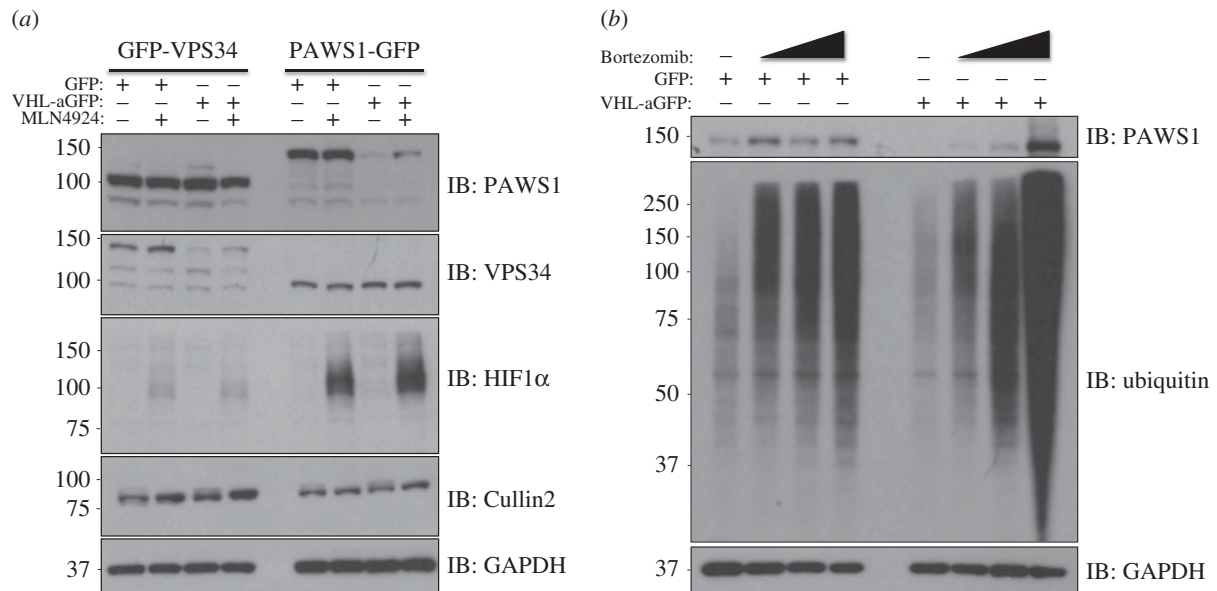 (a)
GFP-VPS34 PAWS1-GFP
GFP: + + – – + + – –
VHL-aGFP: – – + + – – + +
MLN4924: – + – + – + – +
150
100
IB: PAWS1
150
100
IB: VPS34
150
100
75
IB: HIF1α
100
75
IB: Cullin2
37
IB: GAPDH
(b)
Bortezomib: – –
GFP: + + + + – – – –
VHL-aGFP: – – – – + + + +
150
IB: PAWS1
250
150
100
75
50
37
IB: ubiquitin
37
IB: GAPDH